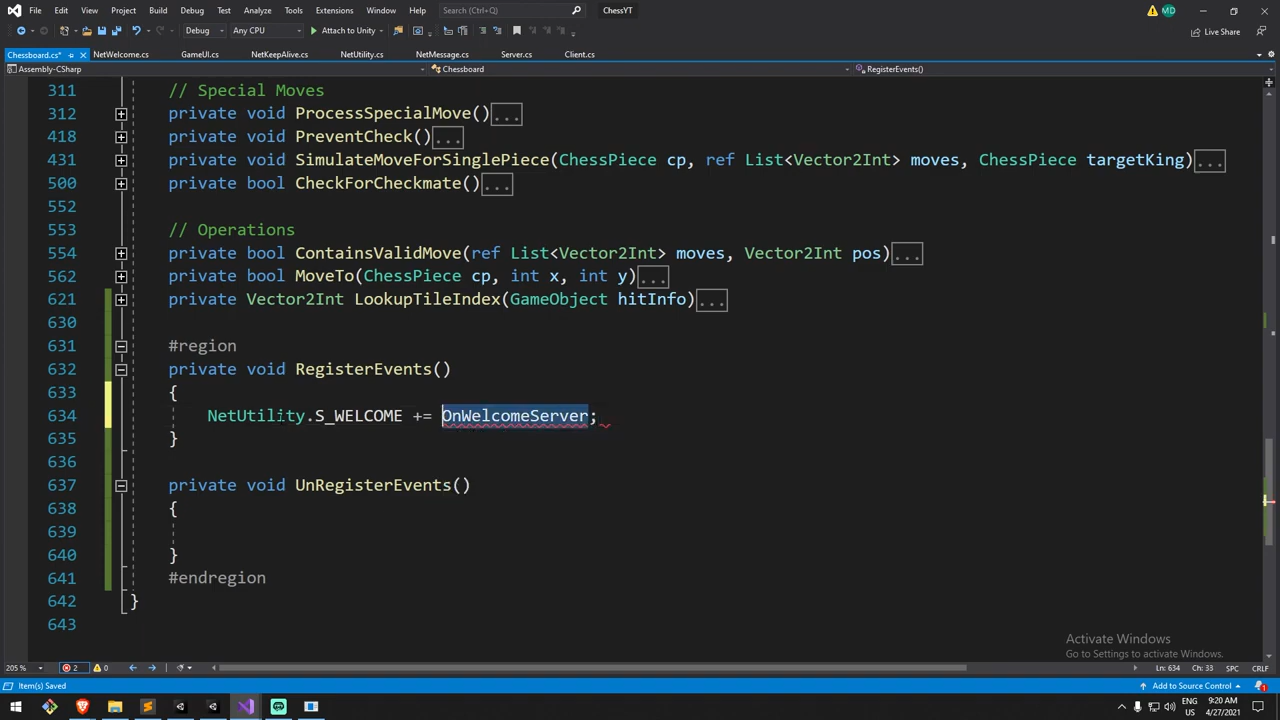 File Edit View Git Project Build Debug Test Analyze Tools Extensions Window Help Search (Ctrl+Q) ChessYT MD
Debug Any CPU Attach to Unity Live Share
Chessboard.cs* NetWelcome.cs GameUI.cs NetKeepAlive.cs NetUtility.cs NetMessage.cs Server.cs Client.cs
Assembly-CSharp Chessboard RegisterEvents()
311 // Special Moves
312 private void ProcessSpecialMove()...
418 private void PreventCheck()...
431 private void SimulateMoveForSinglePiece(ChessPiece cp, ref List<Vector2Int> moves, ChessPiece targetKing)...
500 private bool CheckForCheckmate()...
552
553 // Operations
554 private bool ContainsValidMove(ref List<Vector2Int> moves, Vector2Int pos)...
562 private bool MoveTo(ChessPiece cp, int x, int y)...
621 private Vector2Int LookupTileIndex(GameObject hitInfo)...
630
631 #region
632 private void RegisterEvents()
633 {
634 NetUtility.S_WELCOME += OnWelcomeServer;
635 }
636
637 private void UnRegisterEvents()
638 {
639
640 }
641 #endregion
642 }
643
Activate Windows
Go to Settings to activate Windows.
205 % 2 0 Ln: 634 Ch: 33 SPC CRLF
Item(s) Saved Add to Source Control 1
ENG 9:20 AM
US 4/27/2021